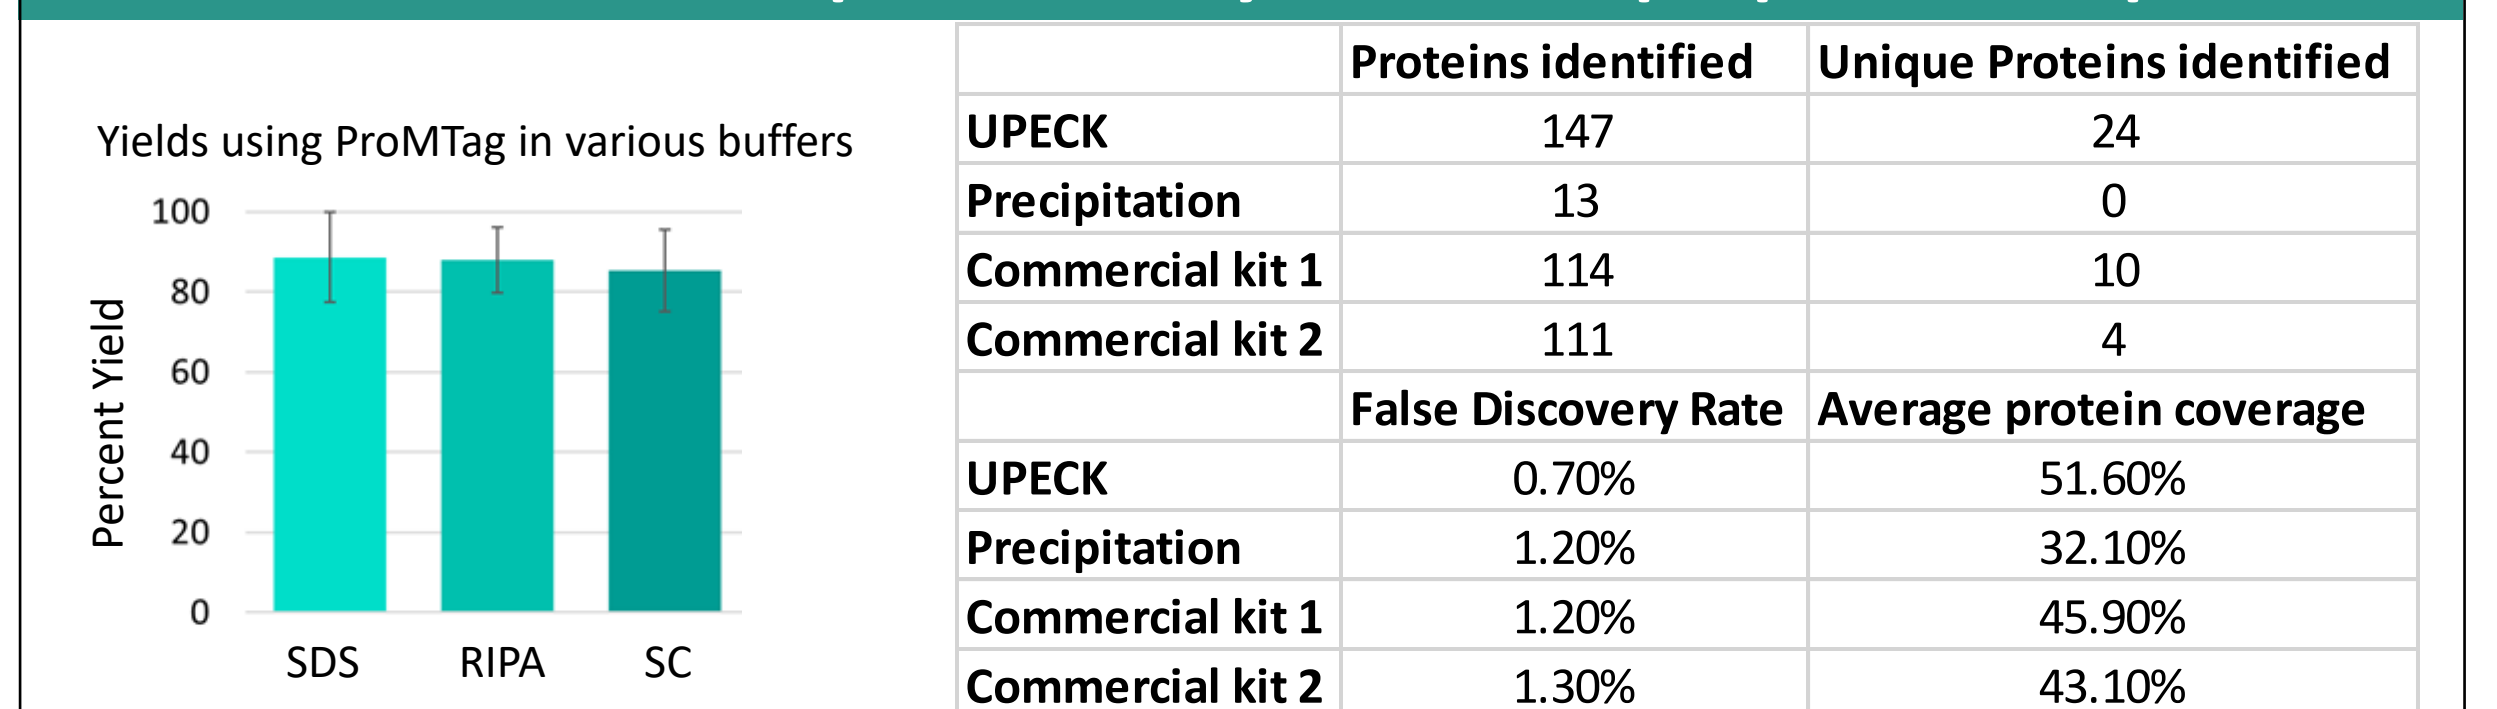 Yields using ProMTag in various buffers
Percent Yield
100
80
60
40
20
0
SDS RIPA SC
Proteins identified Unique Proteins identified
UPECK 147 24
Precipitation 13 0
Commercial kit 1 114 10
Commercial kit 2 111 4
False Discovery Rate Average protein coverage
UPECK 0.70% 51.60%
Precipitation 1.20% 32.10%
Commercial kit 1 1.20% 45.90%
Commercial kit 2 1.30% 43.10%